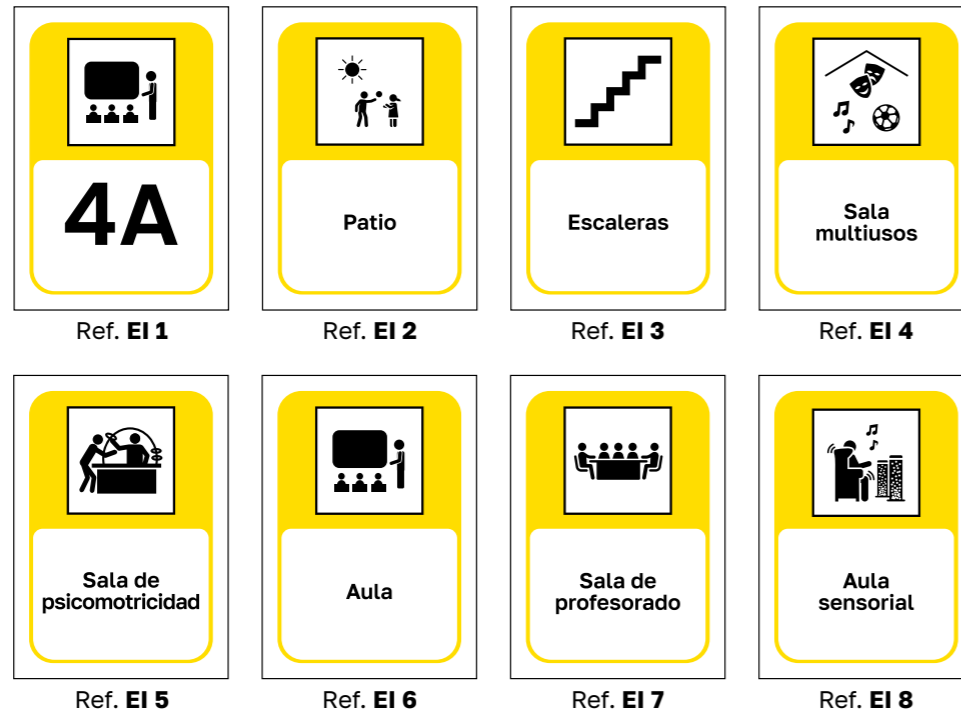 4A
Patio
Escaleras
Sala
multiusos
Ref. EI 1
Ref. EI 2
Ref. EI 3
Ref. EI 4
Sala de
psicomotricidad
Aula
Sala de
profesorado
Aula
sensorial
Ref. EI 5
Ref. EI 6
Ref. EI 7
Ref. EI 8